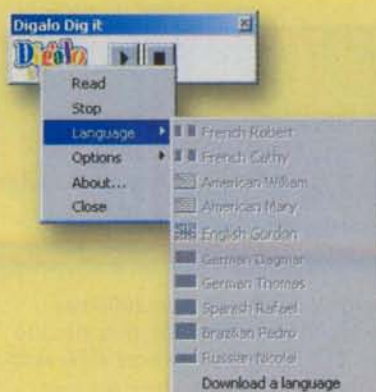 Digalo Dig it
Digalo
Read
Stop
Language
Options
About...
Close
French Robert
French Cathy
American William
American Mary
English Gordon
German Dagmar
German Thomas
Spanish Rafael
Brazilian Pedro
Russian Nicolai
Download a language